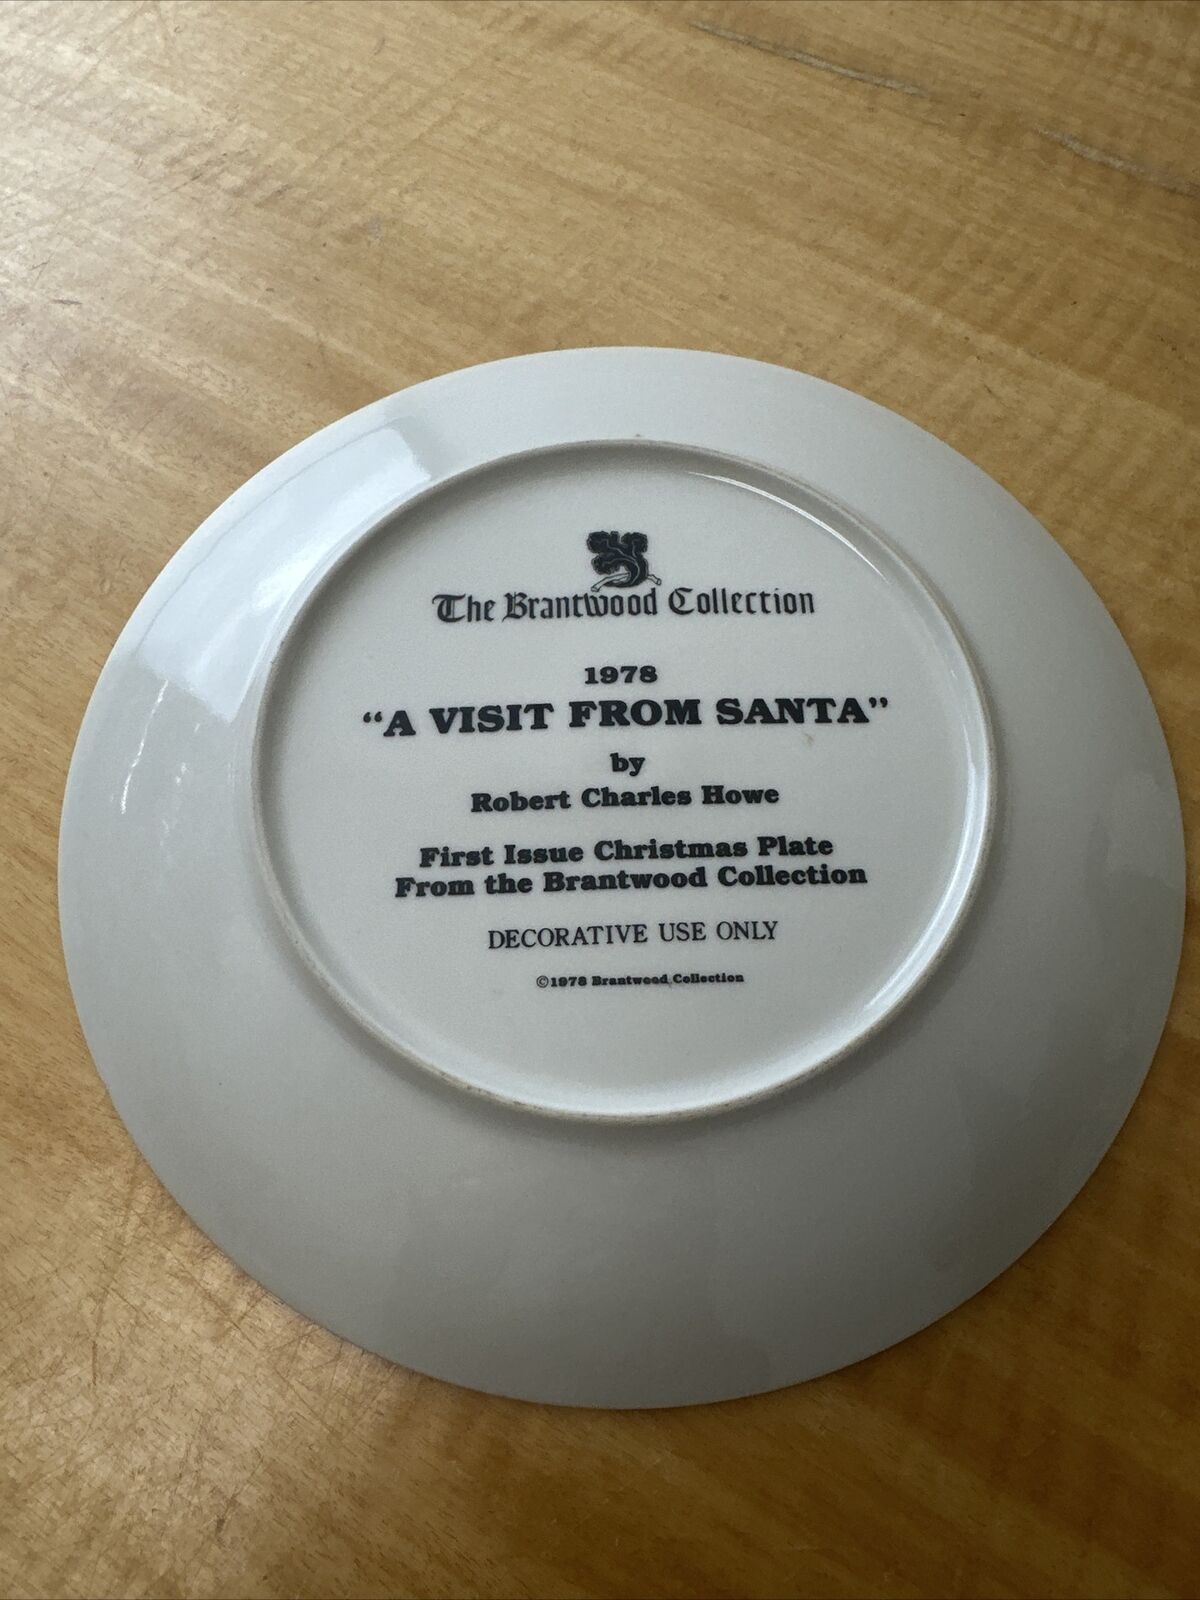 The Brantwood Collection
1978
“A VISIT FROM SANTA”
by
Robert Charles Howe
First Issue Christmas Plate
From the Brantwood Collection
DECORATIVE USE ONLY
©1978 Brantwood Collection